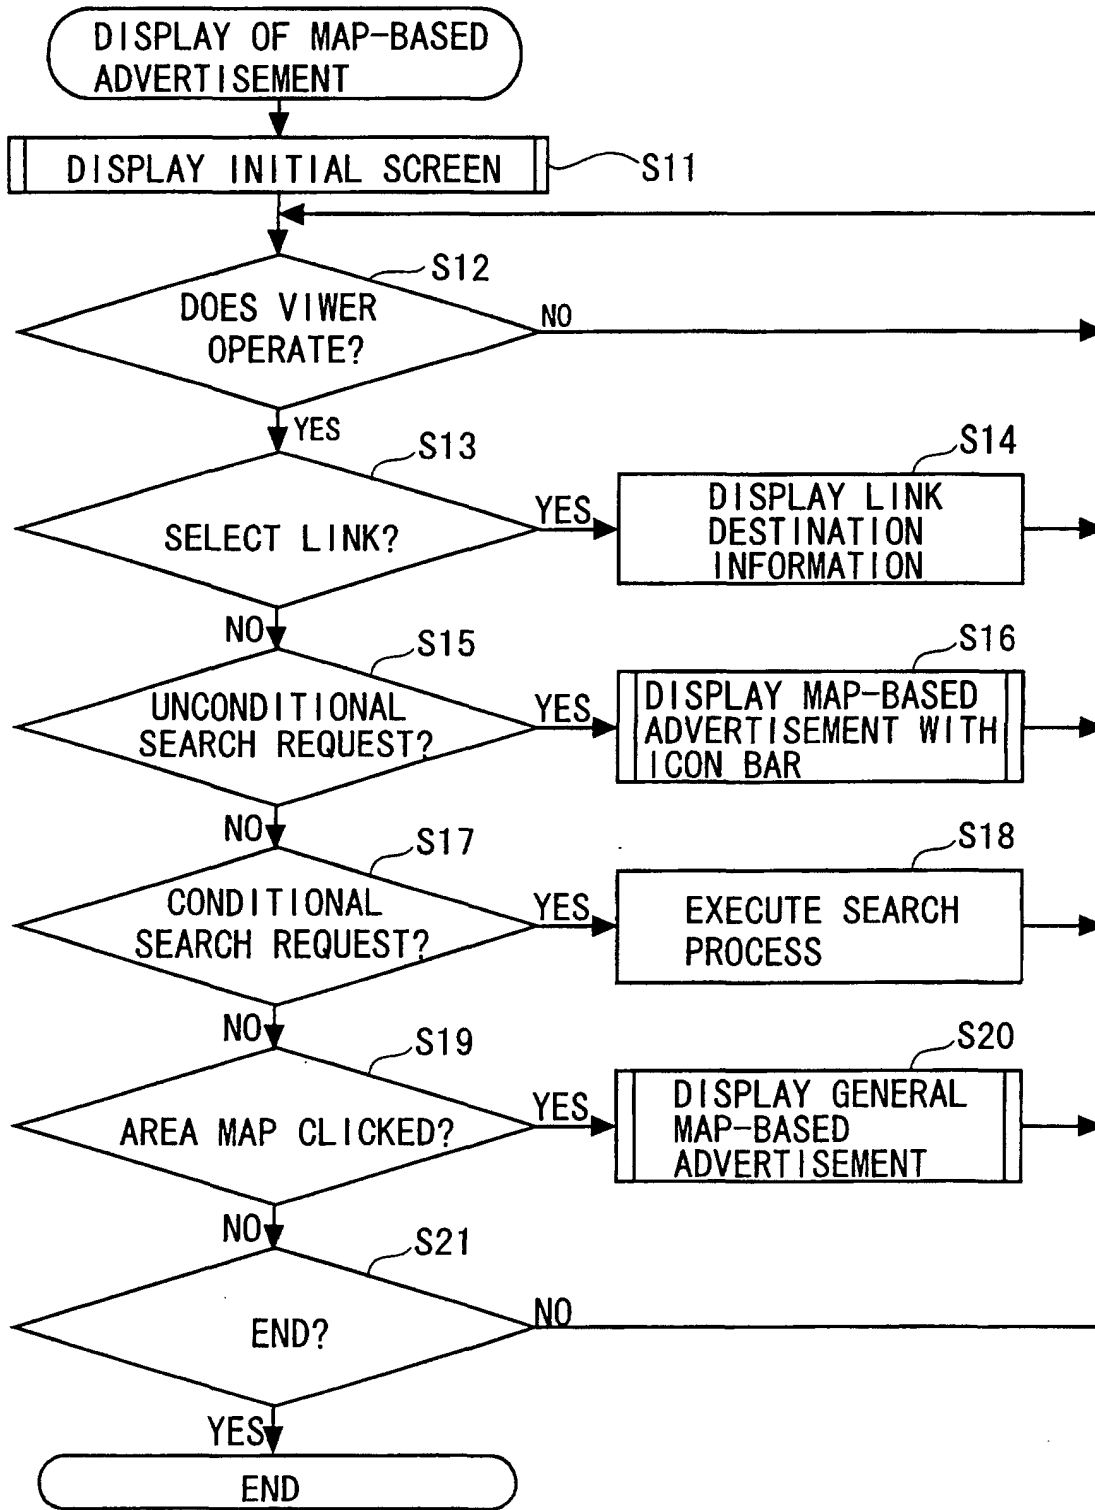 DISPLAY OF MAP-BASED
ADVERTISEMENT
DISPLAY INITIAL SCREEN
S11
S12
DOES VIWER
OPERATE?
NO
YES
S13
SELECT LINK?
YES
S14
DISPLAY LINK
DESTINATION
INFORMATION
NO
S15
UNCONDITIONAL
SEARCH REQUEST?
YES
S16
DISPLAY MAP-BASED
ADVERTISEMENT WITH
ICON BAR
NO
S17
CONDITIONAL
SEARCH REQUEST?
YES
S18
EXECUTE SEARCH
PROCESS
NO
S19
AREA MAP CLICKED?
YES
S20
DISPLAY GENERAL
MAP-BASED
ADVERTISEMENT
NO
S21
END?
NO
YES
END